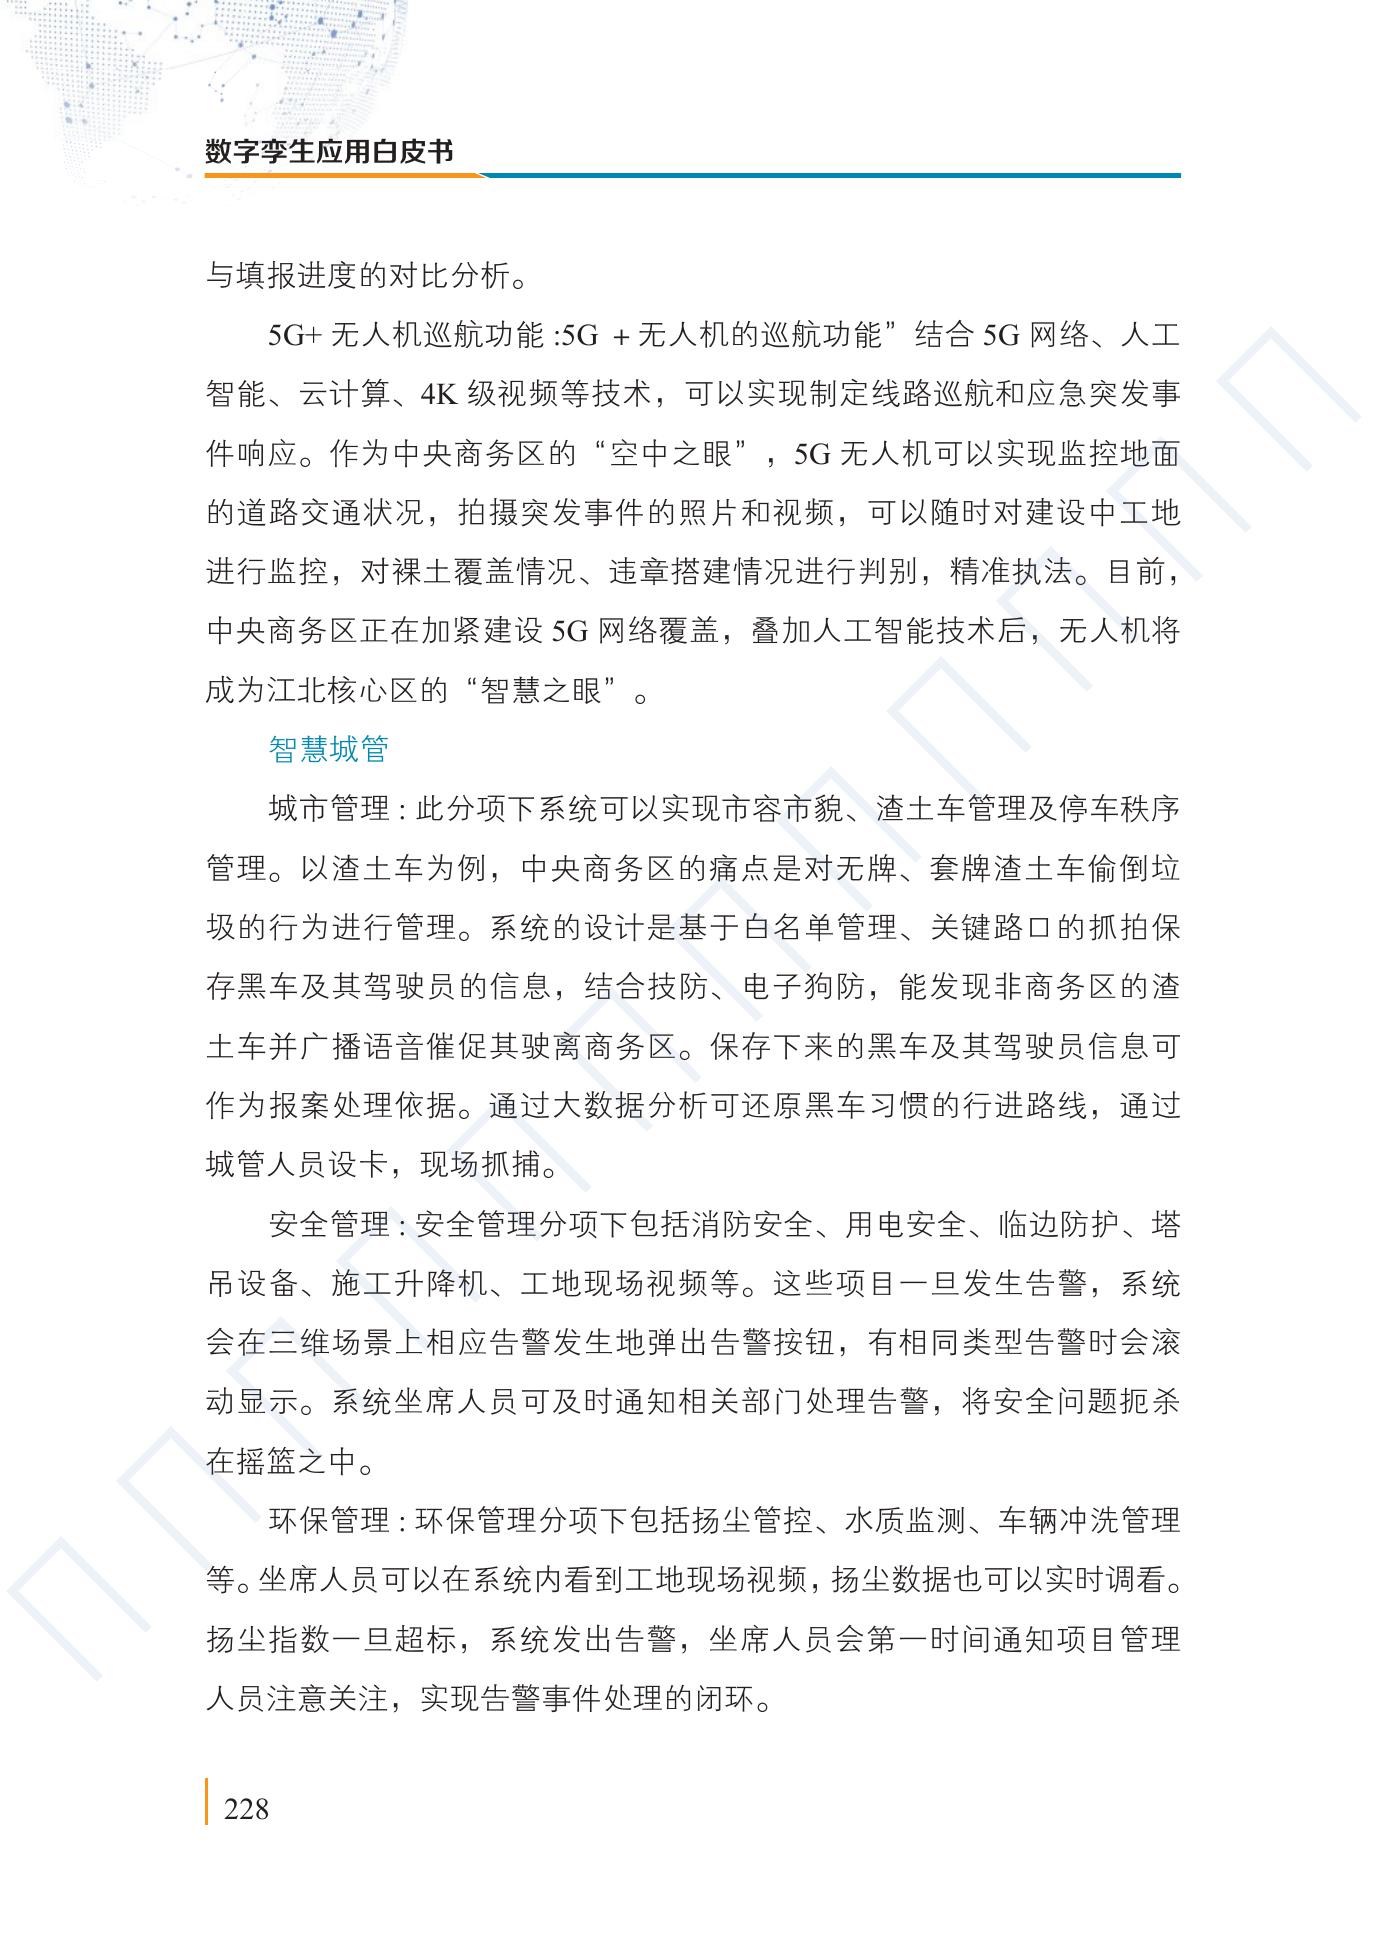 数字孪生应用白皮书
与填报进度的对比分析。
5G+ 无人机巡航功能 :5G ＋无人机的巡航功能” 结合 5G 网络、人工
智能、云计算、4K 级视频等技术，可以实现制定线路巡航和应急突发事
件响应。作为中央商务区的“空中之眼”，5G 无人机可以实现监控地面
的道路交通状况，拍摄突发事件的照片和视频，可以随时对建设中工地
进行监控，对裸土覆盖情况、违章搭建情况进行判别，精准执法。目前，
中央商务区正在加紧建设 5G 网络覆盖，叠加人工智能技术后，无人机将
成为江北核心区的“智慧之眼”。
智慧城管
城市管理 : 此分项下系统可以实现市容市貌、渣土车管理及停车秩序
管理。以渣土车为例，中央商务区的痛点是对无牌、套牌渣土车偷倒垃
圾的行为进行管理。系统的设计是基于白名单管理、关键路口的抓拍保
存黑车及其驾驶员的信息，结合技防、电子狗防，能发现非商务区的渣
土车并广播语音催促其驶离商务区。保存下来的黑车及其驾驶员信息可
作为报案处理依据。通过大数据分析可还原黑车习惯的行进路线，通过
城管人员设卡，现场抓捕。
安全管理 : 安全管理分项下包括消防安全、用电安全、临边防护、塔
吊设备、施工升降机、工地现场视频等。这些项目一旦发生告警，系统
会在三维场景上相应告警发生地弹出告警按钮，有相同类型告警时会滚
动显示。系统坐席人员可及时通知相关部门处理告警，将安全问题扼杀
在摇篮之中。
环保管理 : 环保管理分项下包括扬尘管控、水质监测、车辆冲洗管理
等。坐席人员可以在系统内看到工地现场视频，扬尘数据也可以实时调看。
扬尘指数一旦超标，系统发出告警，坐席人员会第一时间通知项目管理
人员注意关注，实现告警事件处理的闭环。
228